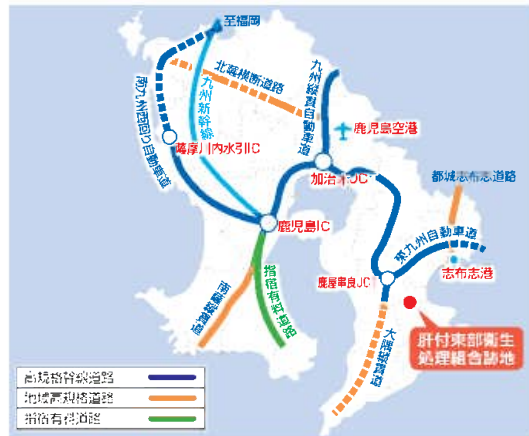 至福岡
北薩横断道路
九州縦貫自動車道
九州新幹線
南九州西回り自動車道
鹿児島空港
薩摩川内水引IC
加治木JC
都城志布志道路
鹿児島IC
東九州自動車道
志布志港
鹿屋串良JC
指宿有料道路
南薩縦貫道
大隅縦貫道
肝付東部衛生
処理組合跡地
高規格幹線道路
地域高規格道路
指宿有料道路